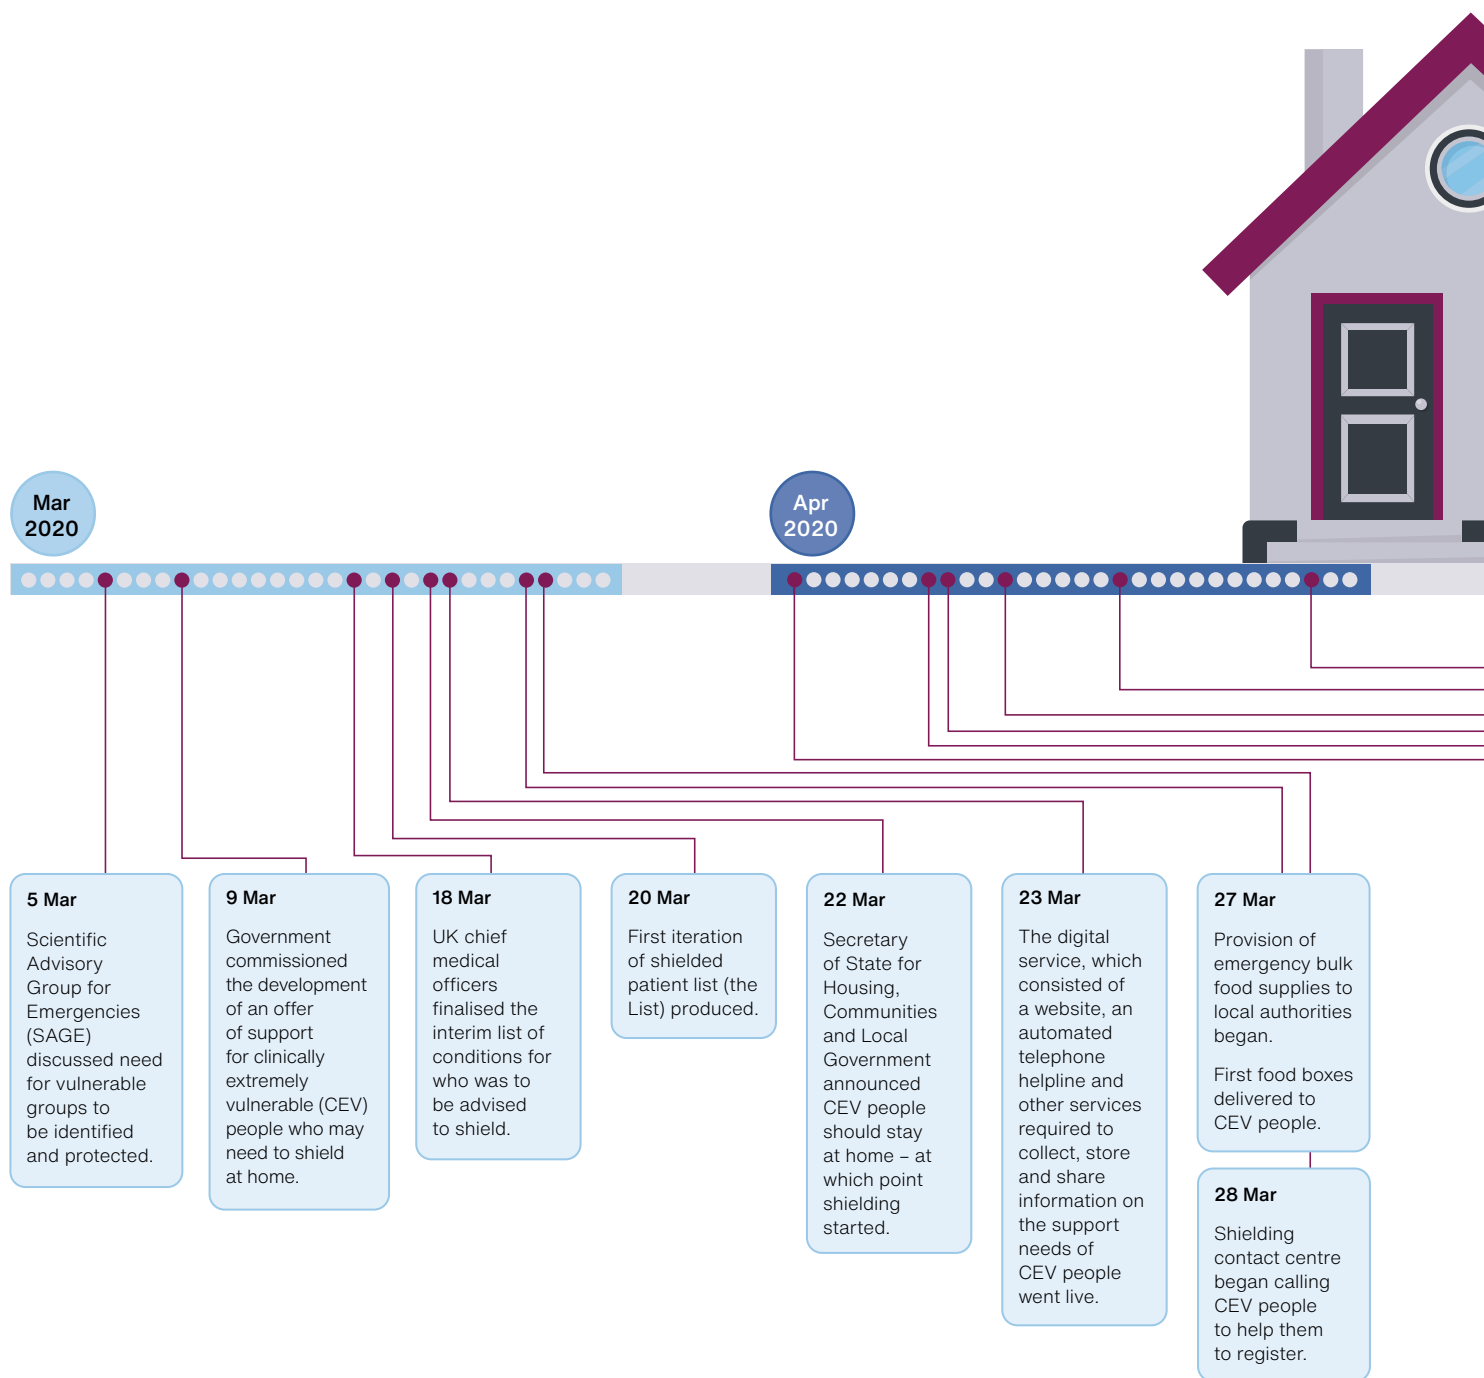 Mar
2020
Apr
2020
5 Mar
Scientific
Advisory
Group for
Emergencies
(SAGE)
discussed need
for vulnerable
groups to
be identified
and protected.
9 Mar
Government
commissioned
the development
of an offer
of support
for clinically
extremely
vulnerable (CEV)
people who may
need to shield
at home.
18 Mar
UK chief
medical
officers
finalised the
interim list of
conditions for
who was to
be advised
to shield.
20 Mar
First iteration
of shielded
patient list (the
List) produced.
22 Mar
Secretary
of State for
Housing,
Communities
and Local
Government
announced
CEV people
should stay
at home – at
which point
shielding
started.
23 Mar
The digital
service, which
consisted of
a website, an
automated
telephone
helpline and
other services
required to
collect, store
and share
information on
the support
needs of
CEV people
went live.
27 Mar
Provision of
emergency bulk
food supplies to
local authorities
began.
First food boxes
delivered to
CEV people.
28 Mar
Shielding
contact centre
began calling
CEV people
to help them
to register.